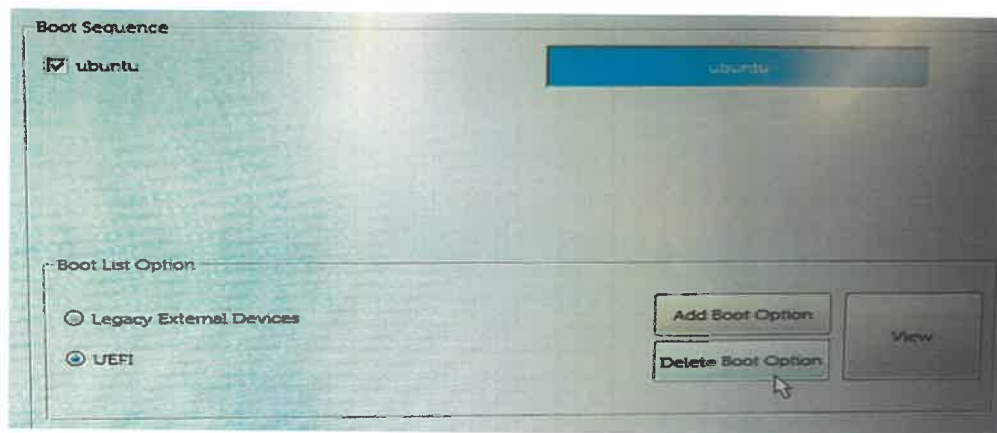 Boot Sequence
ubuntu
ubuntu
Boot List Option
Legacy External Devices
UEFI
Add Boot Option
Delete Boot Option
View